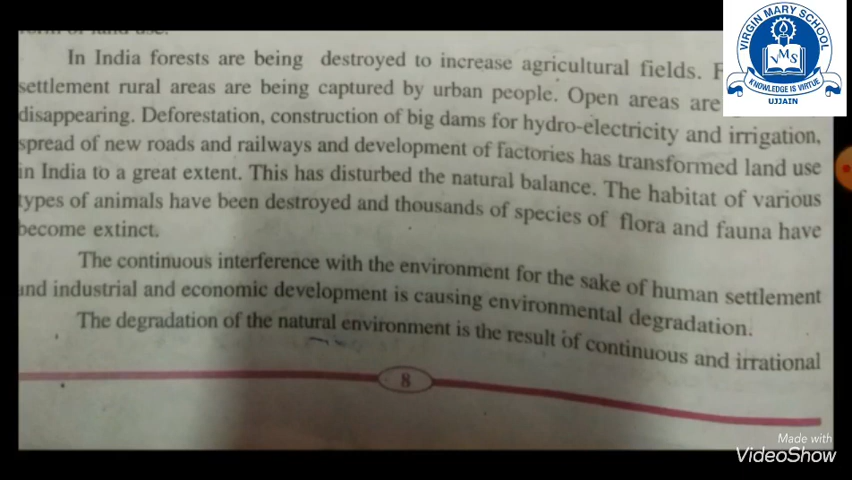 form of land use.
In India forests are being destroyed to increase agricultural fields. F
settlement rural areas are being captured by urban people. Open areas are
disappearing. Deforestation, construction of big dams for hydro-electricity and irrigation,
spread of new roads and railways and development of factories has transformed land use
in India to a great extent. This has disturbed the natural balance. The habitat of various
types of animals have been destroyed and thousands of species of flora and fauna have
become extinct.
The continuous interference with the environment for the sake of human settlement
and industrial and economic development is causing environmental degradation.
The degradation of the natural environment is the result of continuous and irrational
8
VIRGIN MARY SCHOOL
VMS
KNOWLEDGE IS VIRTUE
UJJAIN
Made with
VideoShow